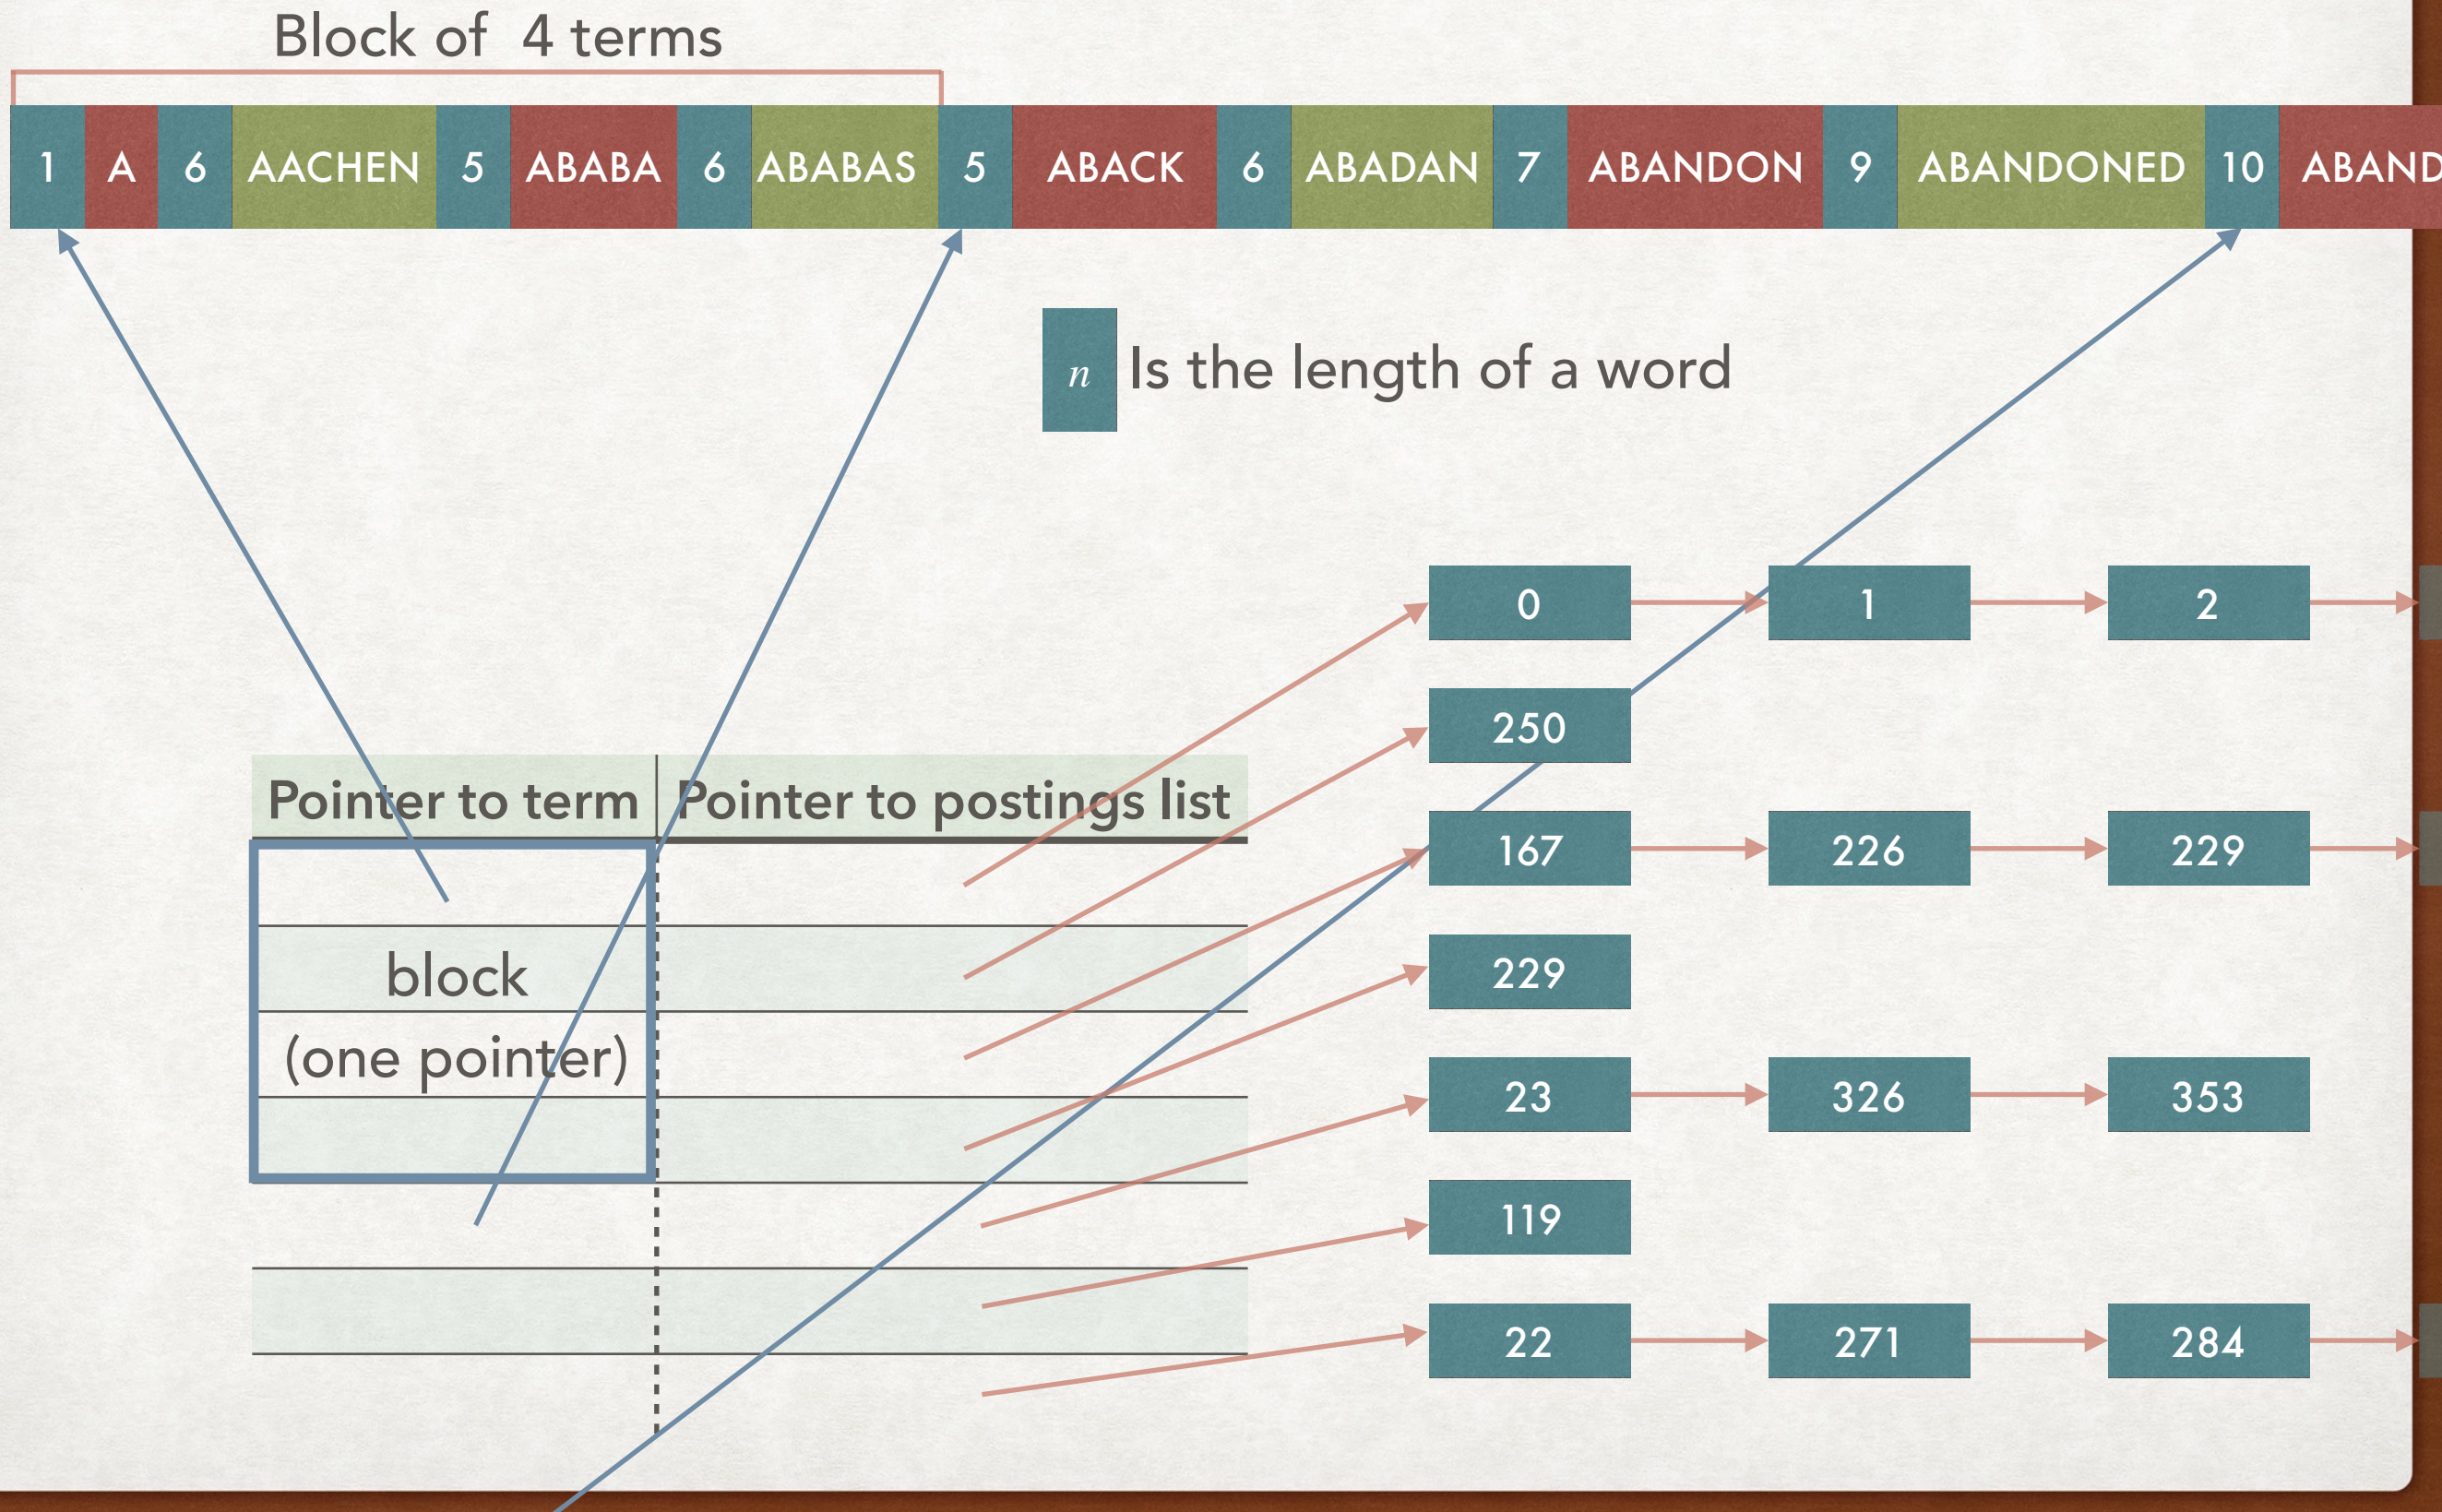 Block of 4 terms
1 A 6 AACHEN 5 ABABA 6 ABABAS 5 ABACK 6 ABADAN 7 ABANDON 9 ABANDONED 10 ABAND
n Is the length of a word
0 1 2
250
Pointer to term Pointer to postings list
167 226 229
block
229
(one pointer)
23 326 353
119
22 271 284